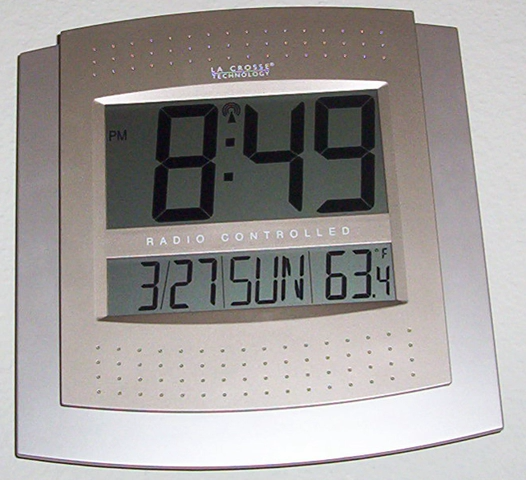 LA CROSSE®
TECHNOLOGY
PM 8:49
RADIO CONTROLLED
3/27 SUN 63.4 °F